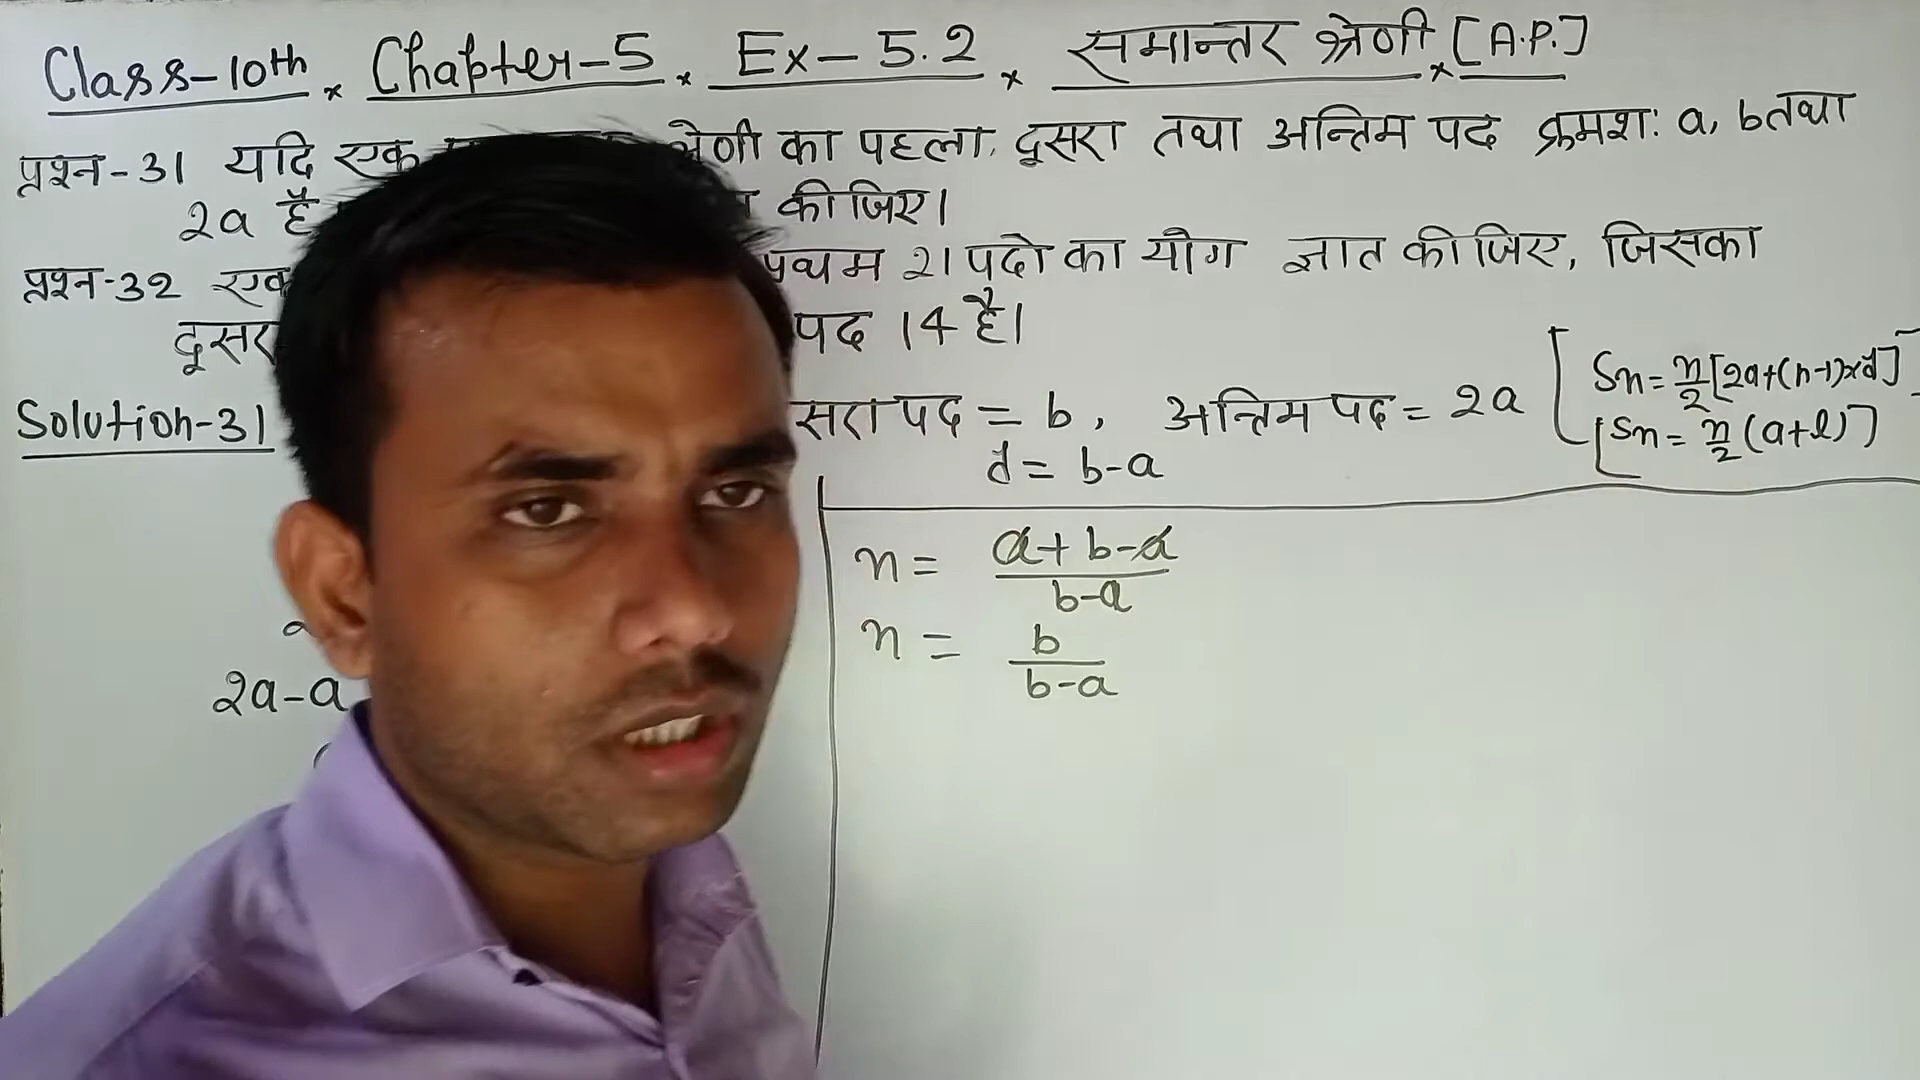 Class-10th × Chapter-5 × Ex-5.2 × समान्तर श्रेणी × [A.P.]
प्रश्न-31 यदि एक श्रेणी का पहला, दूसरा तथा अन्तिम पद क्रमशः a, b तथा
2a है कीजिए।
प्रश्न-32 एक प्रथम 21 पदो का योग ज्ञात कीजिए, जिसका
दूसरा पद 14 है।
Solution-31 सरा पद = b, अन्तिम पद = 2a
d = b-a
[Sn = n/2 [2a+(n-1)×d]
[Sn = n/2 (a+l)]
2a-a
n = a+b-a / b-a
n = b / b-a